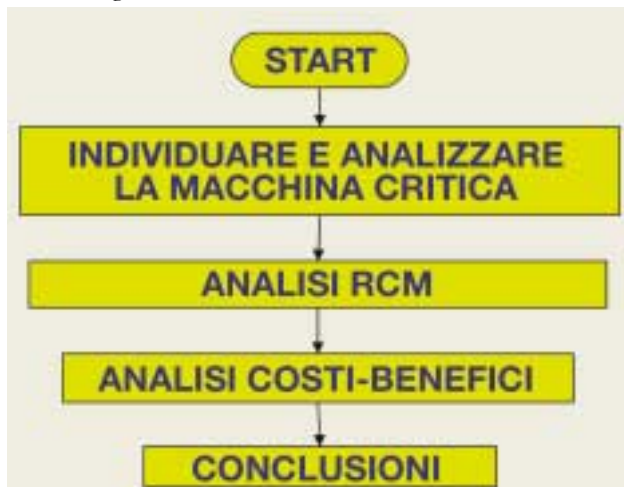 START
INDIVIDUARE E ANALIZZARE
LA MACCHINA CRITICA
ANALISI RCM
ANALISI COSTI-BENEFICI
CONCLUSIONI